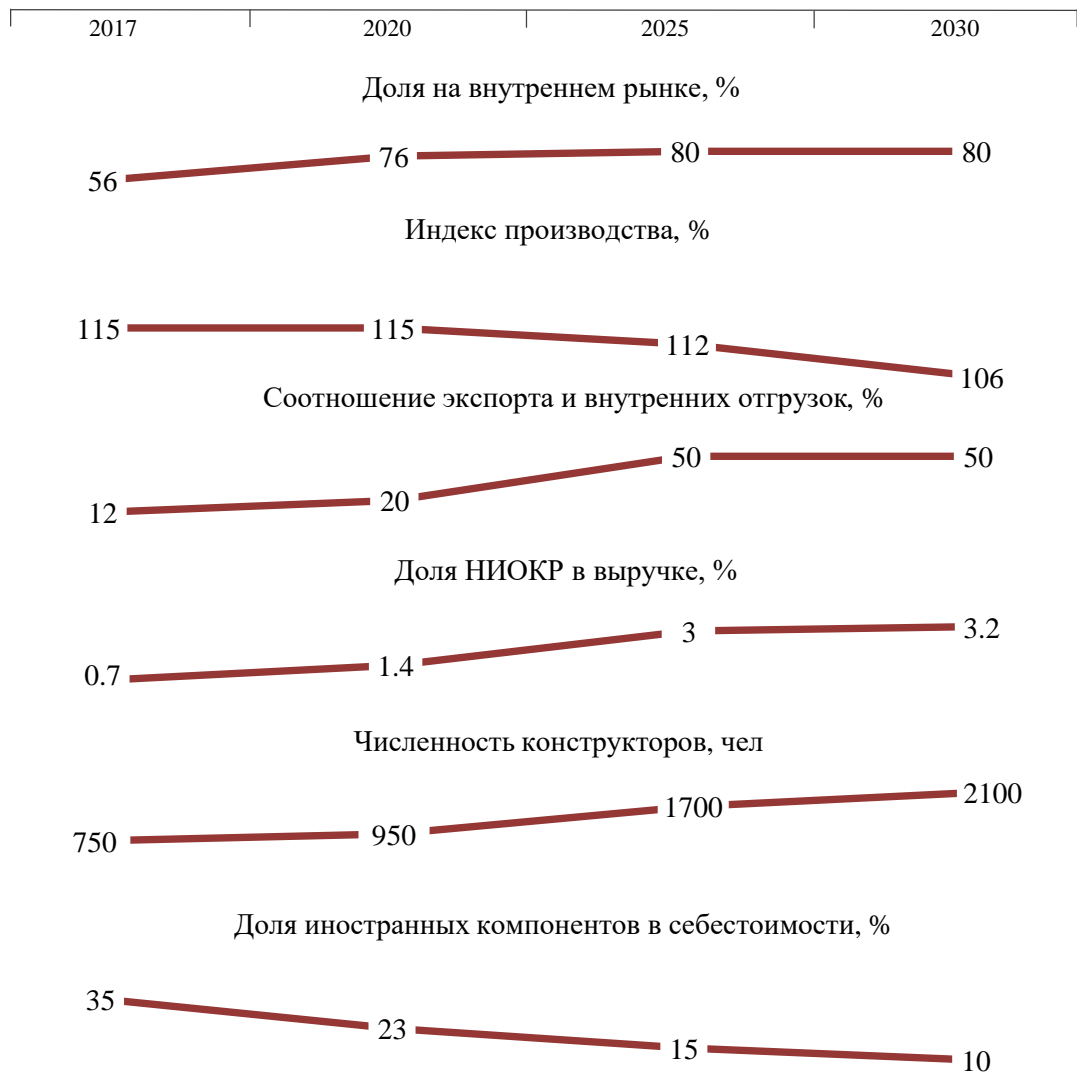 2017 2020 2025 2030
Доля на внутреннем рынке, %
56 76 80 80
Индекс производства, %
115 115 112 106
Соотношение экспорта и внутренних отгрузок, %
12 20 50 50
Доля НИОКР в выручке, %
0.7 1.4 3 3.2
Численность конструкторов, чел
750 950 1700 2100
Доля иностранных компонентов в себестоимости, %
35 23 15 10